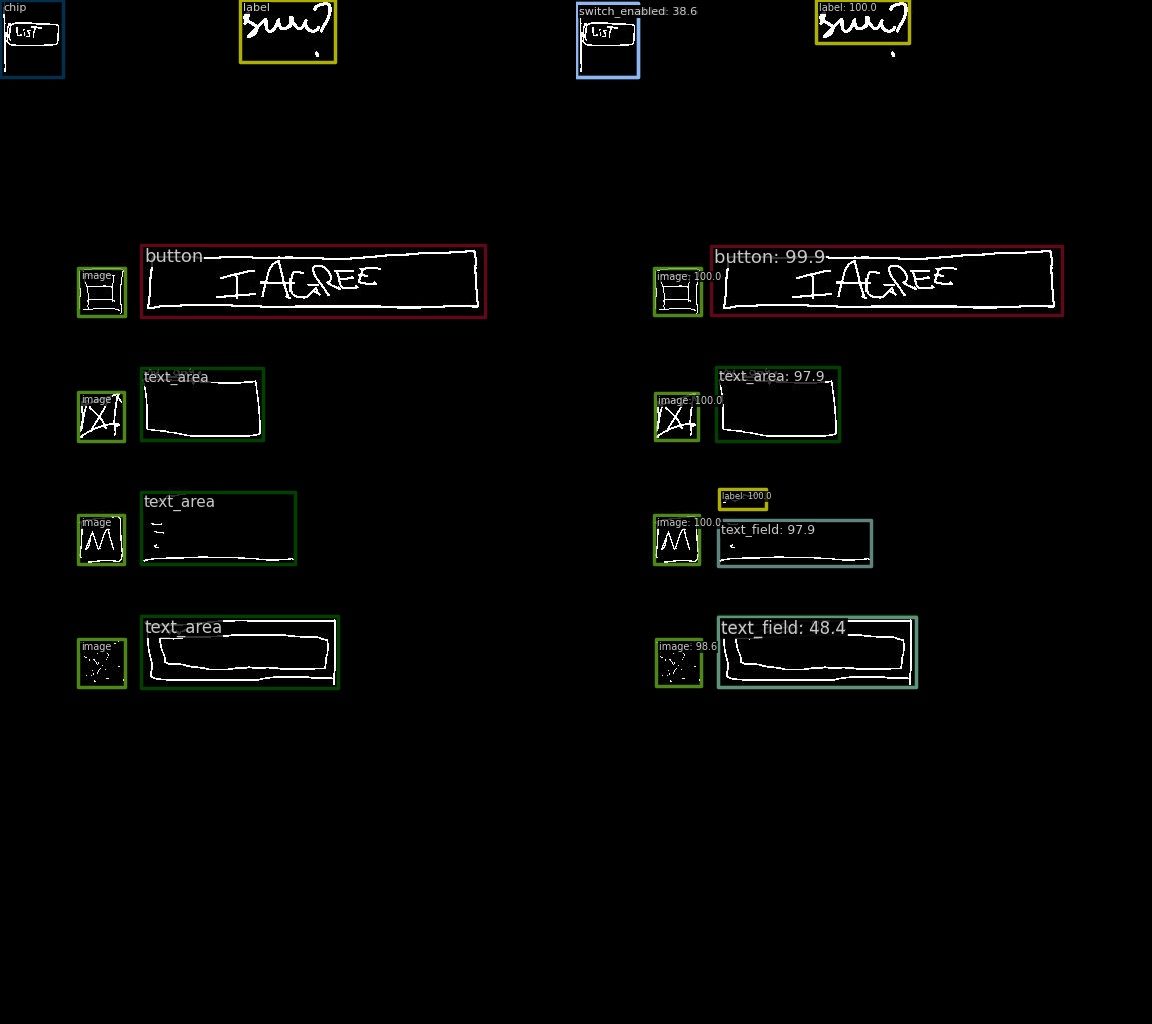 chip
label
switch_enabled: 38.6
label: 100.0
LIST
LIST
button
button: 99.9
image
I AGREE
image: 100.0
I AGREE
text_area
text_area: 97.9
image
image: 100.0
X
X
text_area
label: 100.0
image
image: 100.0
text_field: 97.9
M
M
text_area
text_field: 48.4
image
image: 98.6